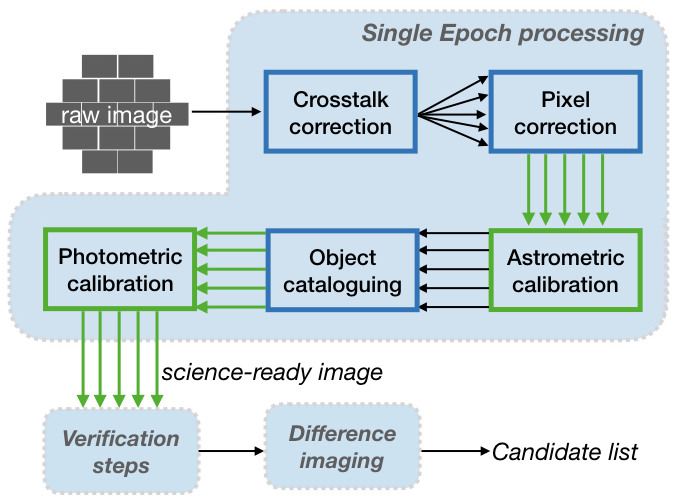 Single Epoch processing
raw image
Crosstalk
correction
Pixel
correction
Photometric
calibration
Object
cataloguing
Astrometric
calibration
science-ready image
Verification
steps
Difference
imaging
Candidate list